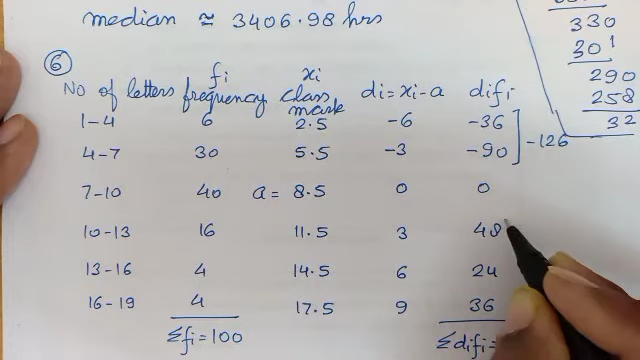 median ≈ 3406.98 hrs
330
301
290
258
32
⑥
fi xi
No of letters frequency class mark di = xi - a difi
1-4 6 2.5 -6 -36
4-7 30 5.5 -3 -90 -126
7-10 40 a = 8.5 0 0
10-13 16 11.5 3 48
13-16 4 14.5 6 24
16-19 4 17.5 9 36
Σfi = 100 Σdifi =